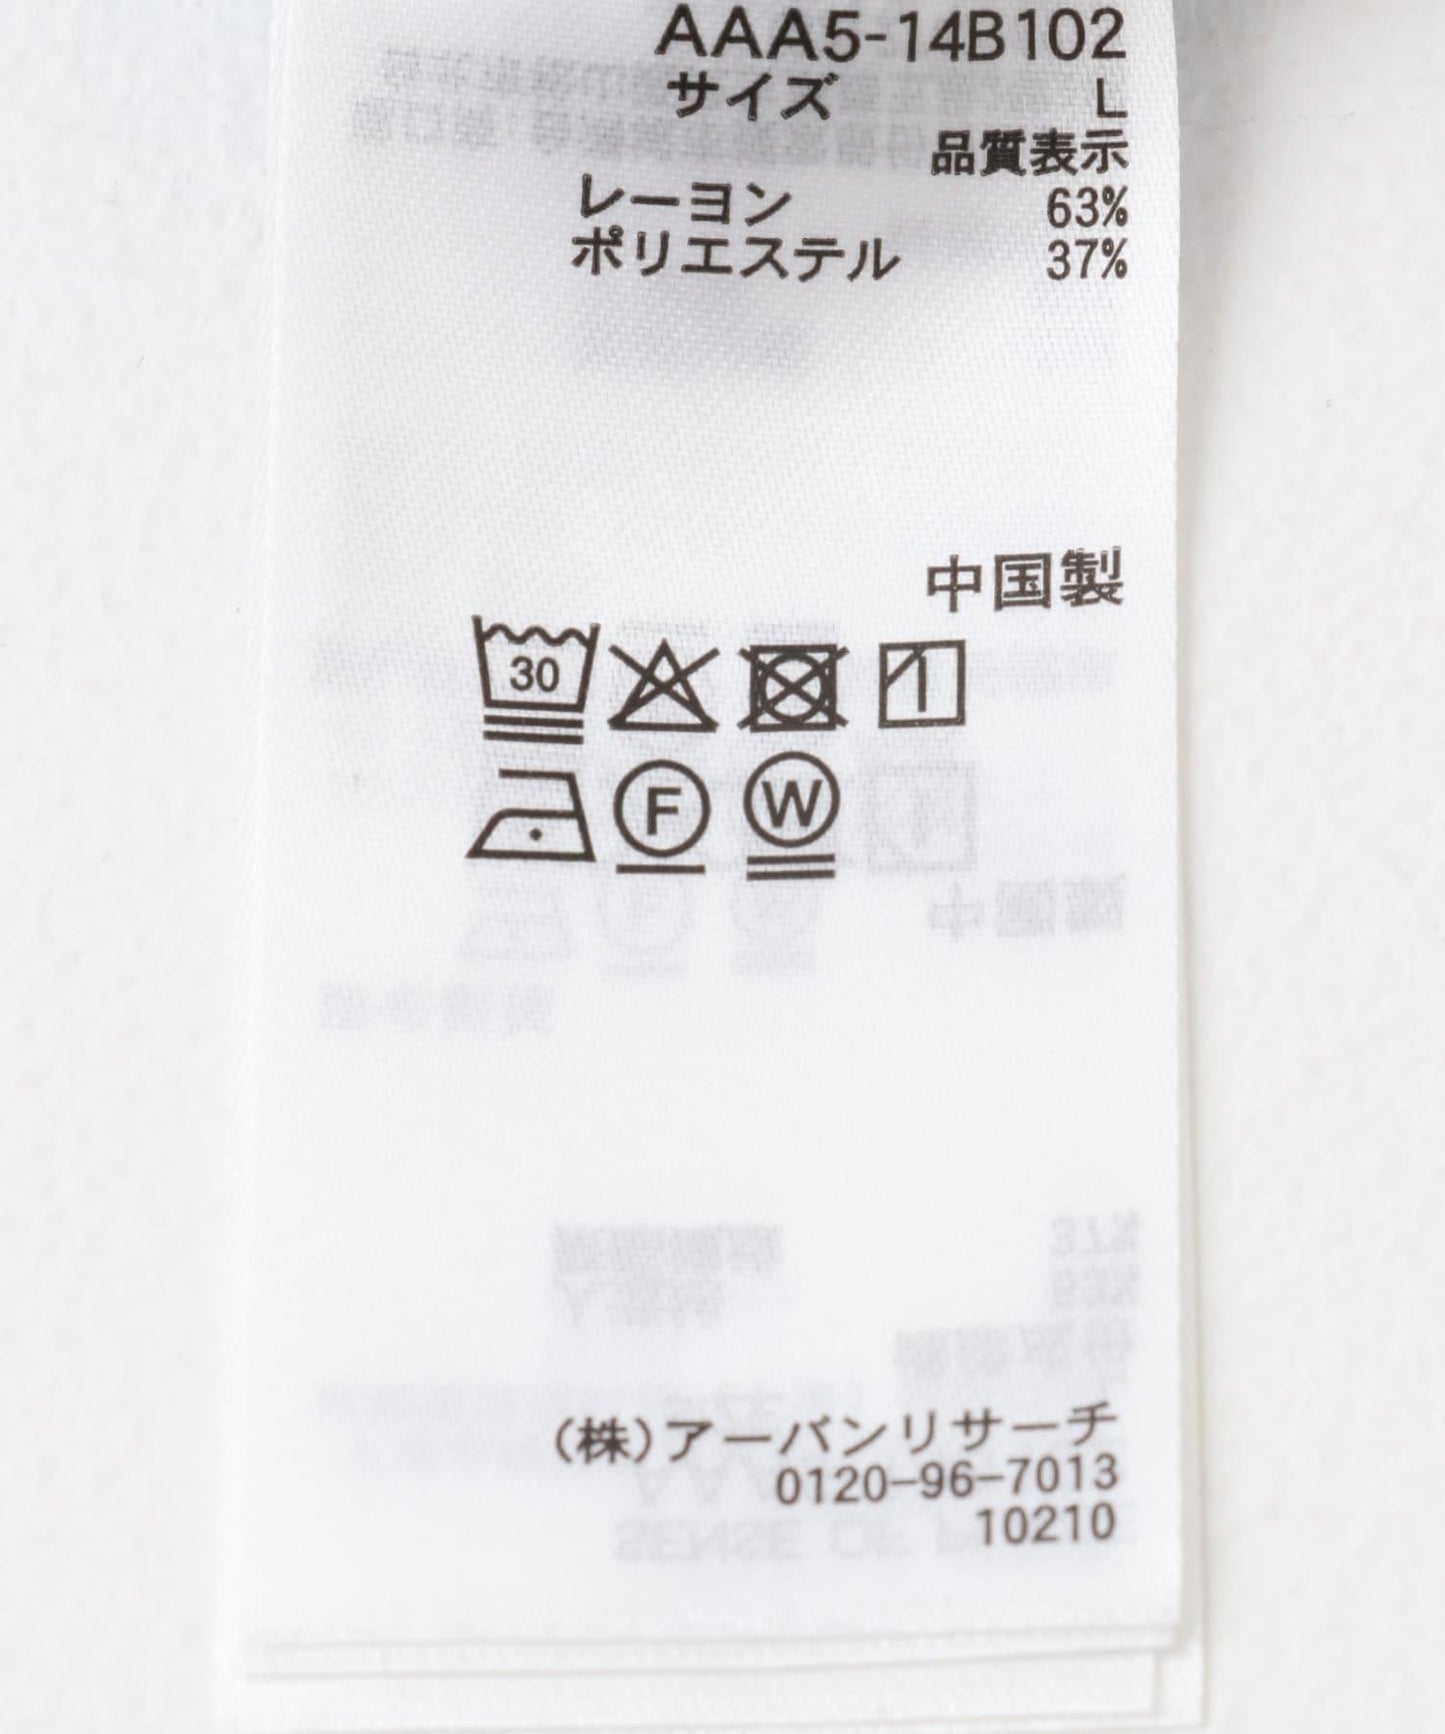 AAA5-14B102
サイズ L
品質表示
レーヨン 63%
ポリエステル 37%
中国製
30
F W
(株)アーバンリサーチ
0120-96-7013
10210